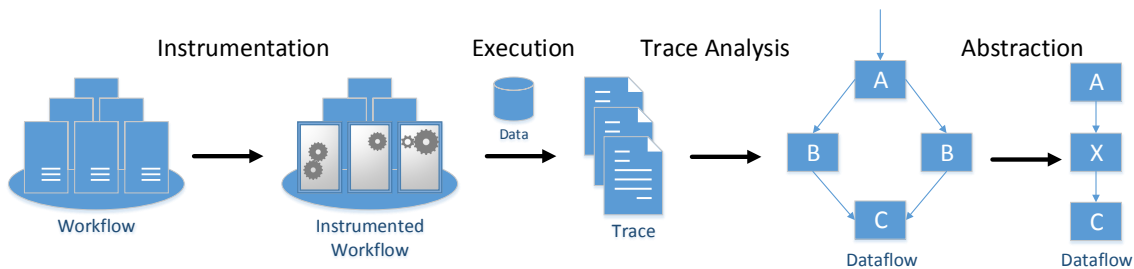 Instrumentation
Execution
Trace Analysis
Abstraction
Workflow
Instrumented
Workflow
Data
Trace
A
B
B
C
Dataflow
A
X
C
Dataflow